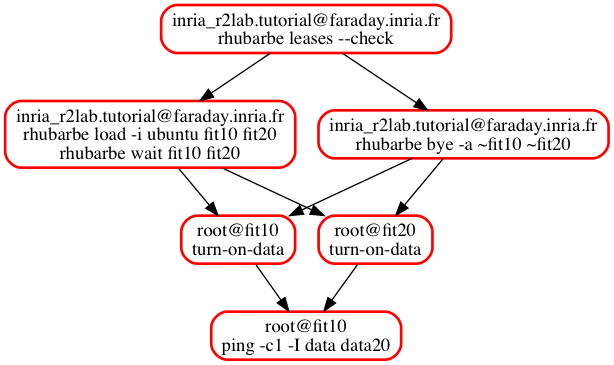 inria_r2lab.tutorial@faraday.inria.fr
rhubarbe leases --check
inria_r2lab.tutorial@faraday.inria.fr
rhubarbe load -i ubuntu fit10 fit20
rhubarbe wait fit10 fit20
inria_r2lab.tutorial@faraday.inria.fr
rhubarbe bye -a ~fit10 ~fit20
root@fit10
turn-on-data
root@fit20
turn-on-data
root@fit10
ping -c1 -I data data20